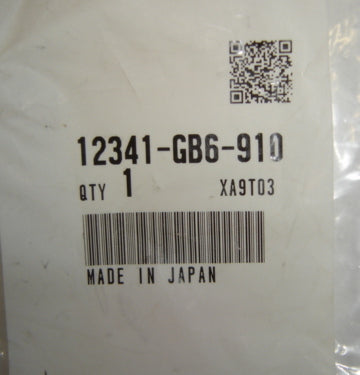 12341-GB6-910
QTY 1 XA9T03
MADE IN JAPAN